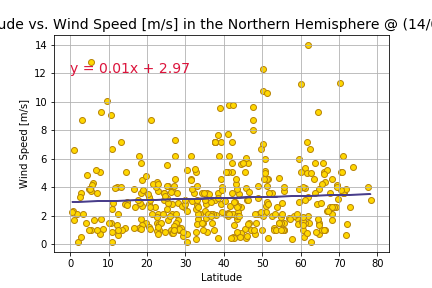 ude vs. Wind Speed [m/s] in the Northern Hemisphere @ (14/0
14
12
10
8
6
4
2
0
Wind Speed [m/s]
y = 0.01x + 2.97
0 10 20 30 40 50 60 70 80
Latitude